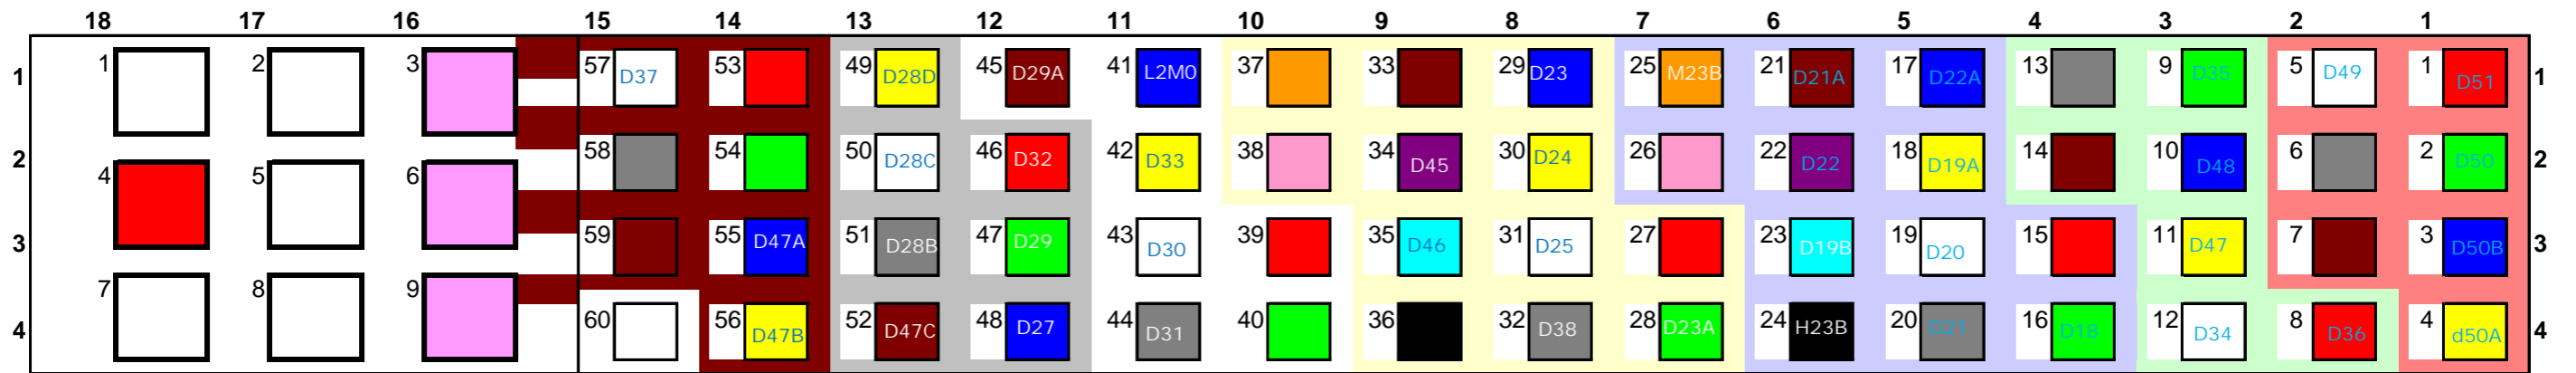 18 17 16 15 14 13 12 11 10 9 8 7 6 5 4 3 2 1
1 1 2 3 57 D37 53 49 D28D 45 D29A 41 L2M0 37 33 29 D23 25 M23B 21 D21A 17 D22A 13 9 D35 5 D49 1 D51 1
2 4 5 6 58 54 50 D28C 46 D32 42 D33 38 34 D45 30 D24 26 22 D22 18 D19A 14 10 D48 6 2 D50 2
3 59 55 D47A 51 D28B 47 D29 43 D30 39 35 D46 31 D25 27 23 D19B 19 D20 15 11 D47 7 3 D50B 3
4 7 8 9 60 56 D47B 52 D47C 48 D27 44 D31 40 36 32 D38 28 D23A 24 H23B 20 D21 16 D18 12 D34 8 D36 4 d50A 4